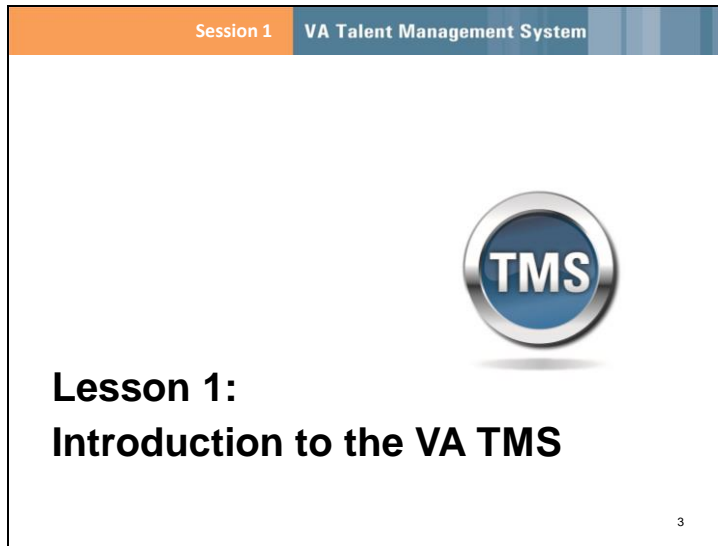 Session 1
VA Talent Management System
TMS
Lesson 1:
Introduction to the VA TMS
3